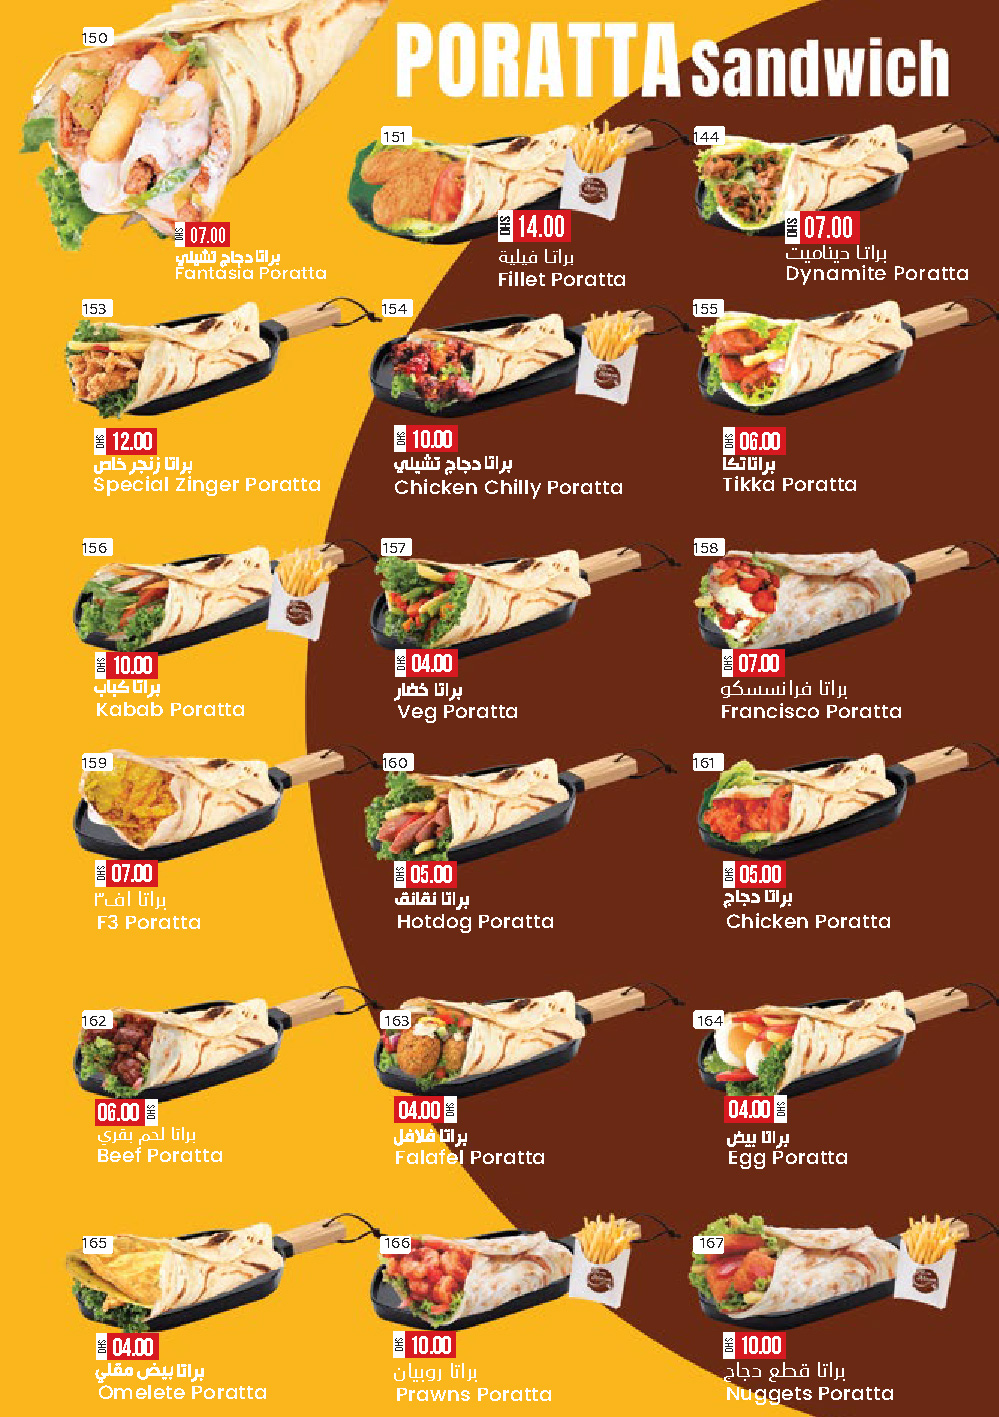 PORATTA Sandwich
150
DHS 07.00
براتا دجاج تشيلي
Fantasia Poratta
151
DHS 14.00
براتا فيلية
Fillet Poratta
144
DHS 07.00
براتا ديناميت
Dynamite Poratta
153
DHS 12.00
براتا زنجر خاص
Special Zinger Poratta
154
DHS 10.00
براتا دجاج تشيلي
Chicken Chilly Poratta
155
DHS 06.00
براتا تكا
Tikka Poratta
156
DHS 10.00
براتا كباب
Kabab Poratta
157
DHS 04.00
براتا خضار
Veg Poratta
158
DHS 07.00
براتا فرانسسكو
Francisco Poratta
159
DHS 07.00
براتا اف٣
F3 Poratta
160
DHS 05.00
براتا نقانق
Hotdog Poratta
161
DHS 05.00
براتا دجاج
Chicken Poratta
162
06.00 DHS
براتا لحم بقري
Beef Poratta
163
04.00 DHS
براتا فلافل
Falafel Poratta
164
04.00 DHS
براتا بيض
Egg Poratta
165
DHS 04.00
براتا بيض مقلي
Omelete Poratta
166
DHS 10.00
براتا روبيان
Prawns Poratta
167
DHS 10.00
براتا قطع دجاج
Nuggets Poratta